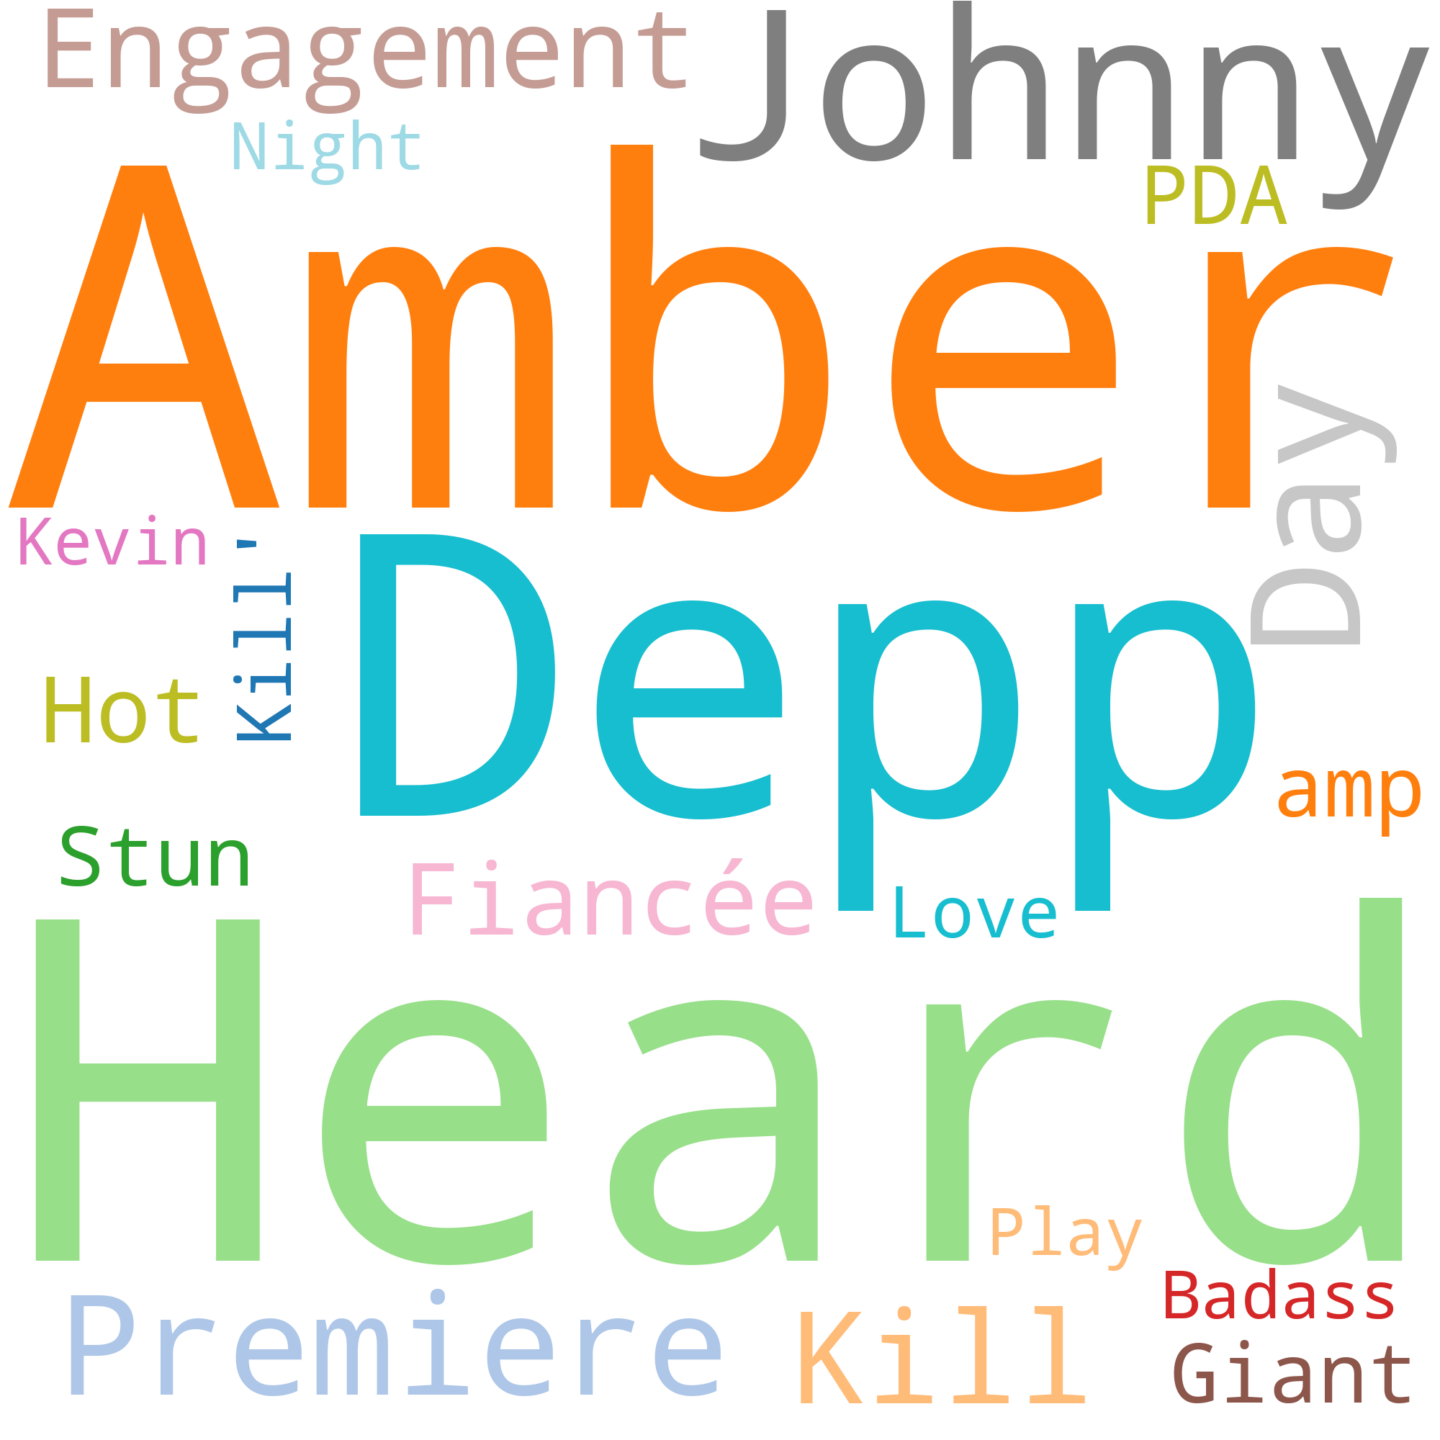 Engagement
Johnny
Night
PDA
Amber
Day
Kevin
Kill'
Depp
Hot
amp
Stun
Fiancée
Love
Heard
Play
Premiere
Kill
Badass
Giant